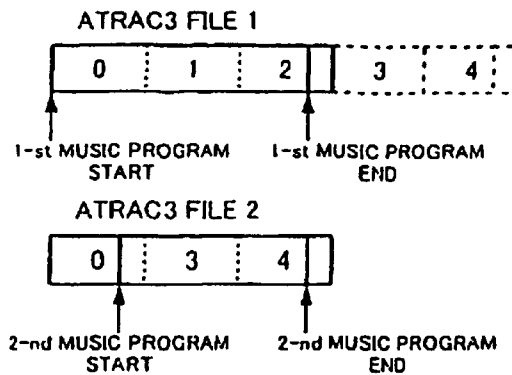 ATRAC3 FILE 1
0 1 2 3 4
1-st MUSIC PROGRAM START
1-st MUSIC PROGRAM END
ATRAC3 FILE 2
0 3 4
2-nd MUSIC PROGRAM START
2-nd MUSIC PROGRAM END